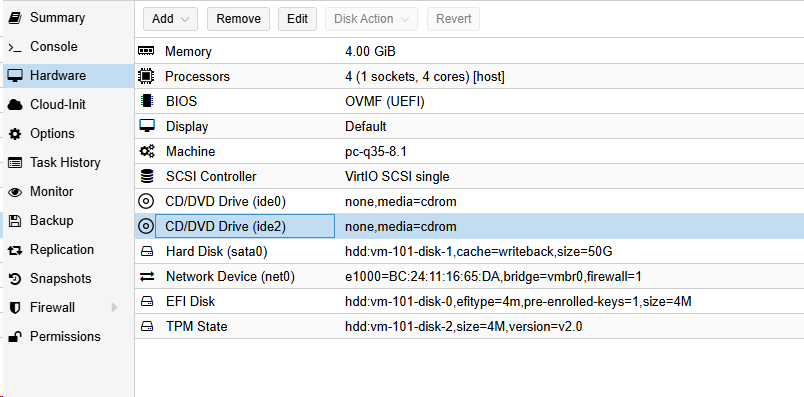 Summary
Console
Hardware
Cloud-Init
Options
Task History
Monitor
Backup
Replication
Snapshots
Firewall
Permissions
Add Remove Edit Disk Action Revert
Memory 4.00 GiB
Processors 4 (1 sockets, 4 cores) [host]
BIOS OVMF (UEFI)
Display Default
Machine pc-q35-8.1
SCSI Controller VirtIO SCSI single
CD/DVD Drive (ide0) none,media=cdrom
CD/DVD Drive (ide2) none,media=cdrom
Hard Disk (sata0) hdd:vm-101-disk-1,cache=writeback,size=50G
Network Device (net0) e1000=BC:24:11:16:65:DA,bridge=vmbr0,firewall=1
EFI Disk hdd:vm-101-disk-0,efitype=4m,pre-enrolled-keys=1,size=4M
TPM State hdd:vm-101-disk-2,size=4M,version=v2.0